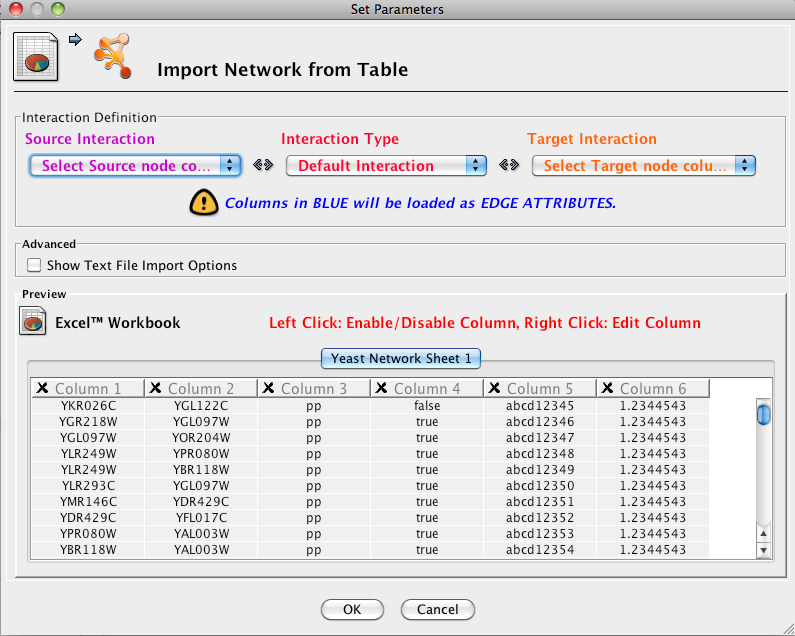 Set Parameters
Import Network from Table
Interaction Definition
Source Interaction Interaction Type Target Interaction
Select Source node co... Default Interaction Select Target node colu...
Columns in BLUE will be loaded as EDGE ATTRIBUTES.
Advanced
Show Text File Import Options
Preview
Excel™ Workbook Left Click: Enable/Disable Column, Right Click: Edit Column
Yeast Network Sheet 1
Column 1 Column 2 Column 3 Column 4 Column 5 Column 6
YKR026C YGL122C pp false abcd12345 1.2344543
YGR218W YGL097W pp true abcd12346 1.2344543
YGL097W YOR204W pp true abcd12347 1.2344543
YLR249W YPR080W pp true abcd12348 1.2344543
YLR249W YBR118W pp true abcd12349 1.2344543
YLR293C YGL097W pp true abcd12350 1.2344543
YMR146C YDR429C pp true abcd12351 1.2344543
YDR429C YFL017C pp true abcd12352 1.2344543
YPR080W YAL003W pp true abcd12353 1.2344543
YBR118W YAL003W pp true abcd12354 1.2344543
OK Cancel